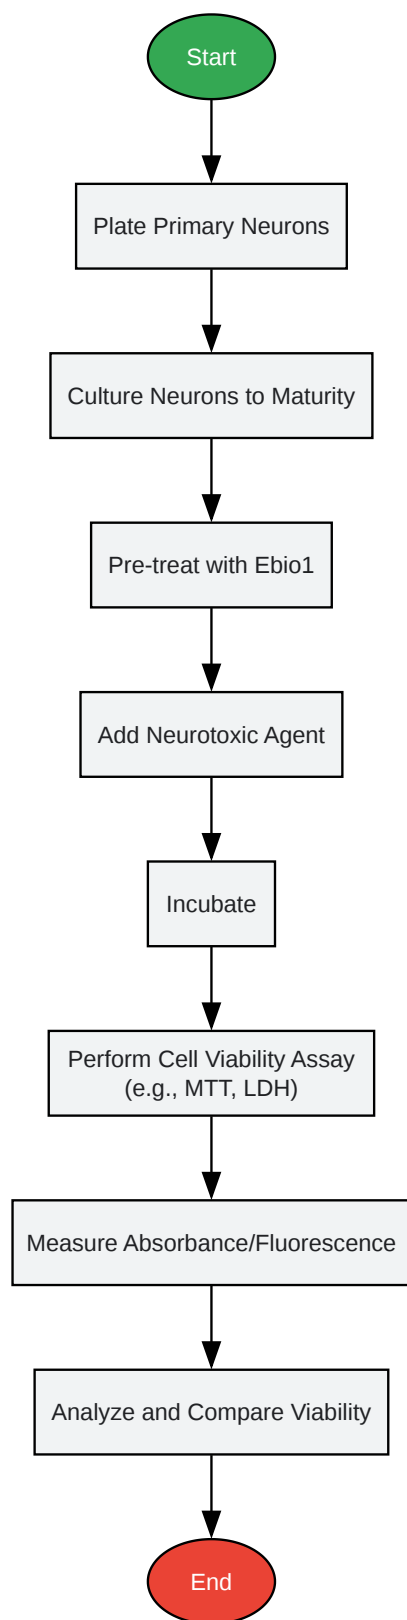 Start
Plate Primary Neurons
Culture Neurons to Maturity
Pre-treat with Ebio1
Add Neurotoxic Agent
Incubate
Perform Cell Viability Assay
(e.g., MTT, LDH)
Measure Absorbance/Fluorescence
Analyze and Compare Viability
End